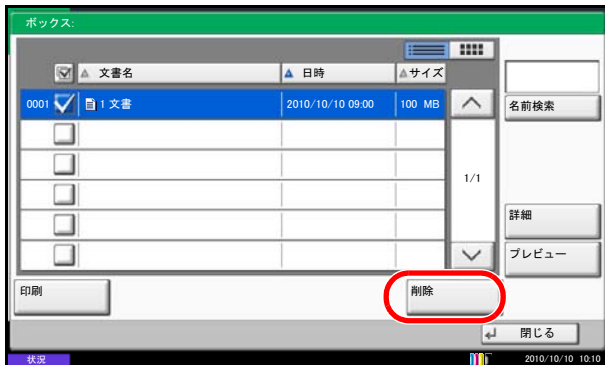 ボックス:
文書名 日時 サイズ
0001 1 文書 2010/10/10 09:00 100 MB
名前検索
1/1
詳細
プレビュー
印刷 削除
閉じる
状況 2010/10/10 10:10